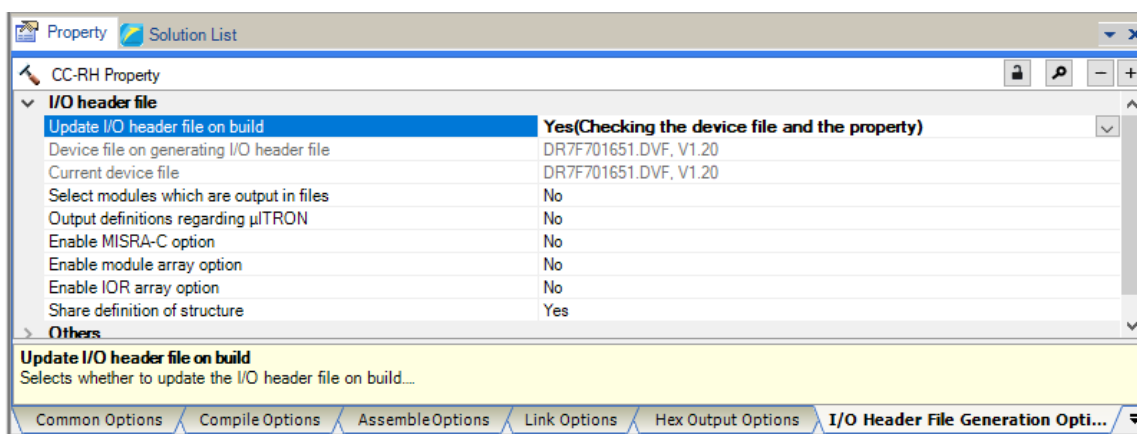 Property Solution List
CC-RH Property
I/O header file
Update I/O header file on build Yes(Checking the device file and the property)
Device file on generating I/O header file DR7F701651.DVF, V1.20
Current device file DR7F701651.DVF, V1.20
Select modules which are output in files No
Output definitions regarding µITRON No
Enable MISRA-C option No
Enable module array option No
Enable IOR array option No
Share definition of structure Yes
Others
Update I/O header file on build
Selects whether to update the I/O header file on build....
Common Options Compile Options Assemble Options Link Options Hex Output Options I/O Header File Generation Opti...